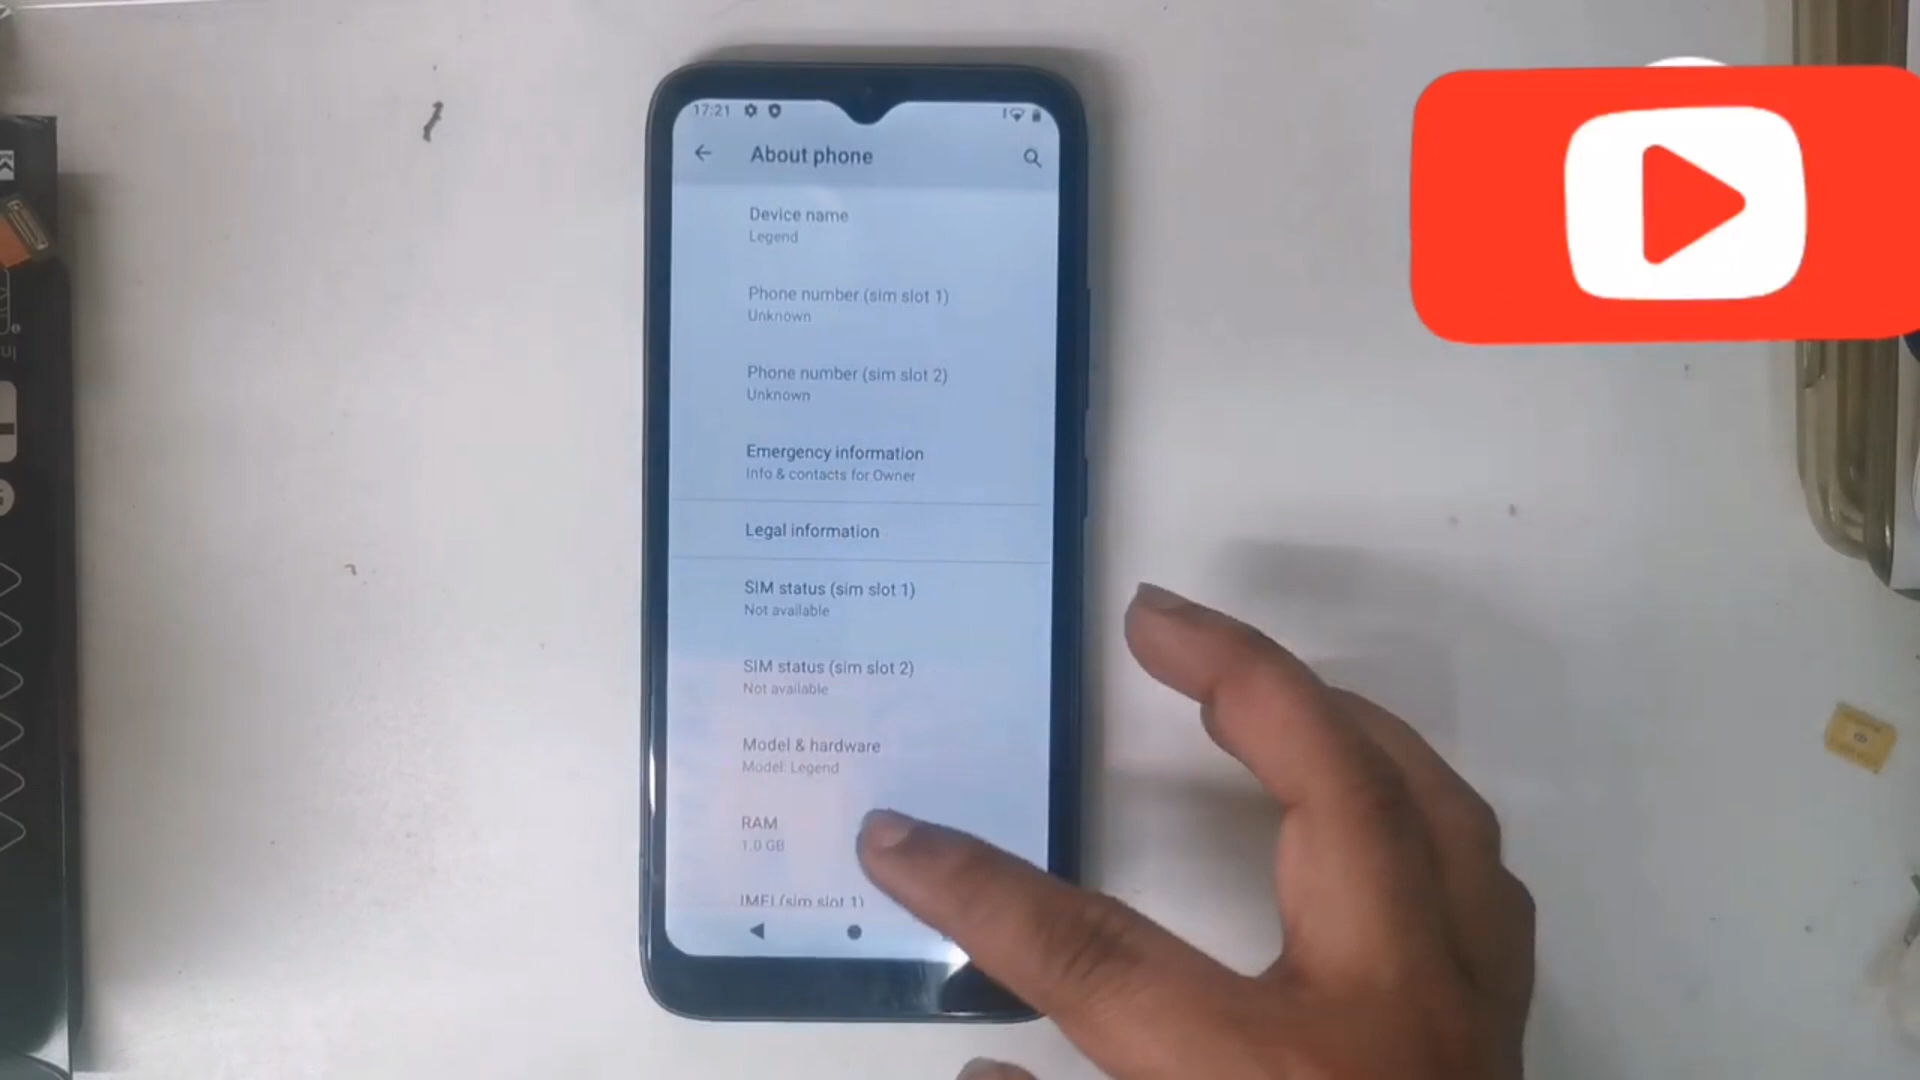 17:21
About phone
Device name
Legend
Phone number (sim slot 1)
Unknown
Phone number (sim slot 2)
Unknown
Emergency information
Info & contacts for Owner
Legal information
SIM status (sim slot 1)
Not available
SIM status (sim slot 2)
Not available
Model & hardware
Model: Legend
RAM
1.0 GB
IMEI (sim slot 1)